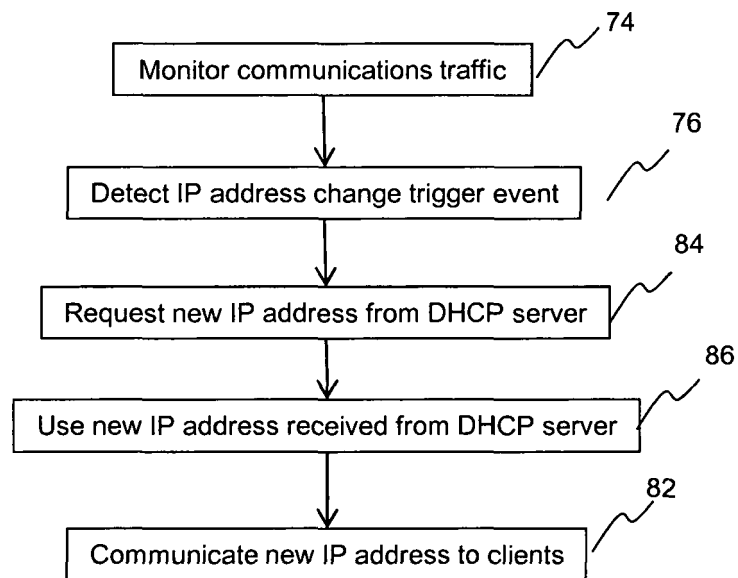 74
Monitor communications traffic
76
Detect IP address change trigger event
84
Request new IP address from DHCP server
86
Use new IP address received from DHCP server
82
Communicate new IP address to clients